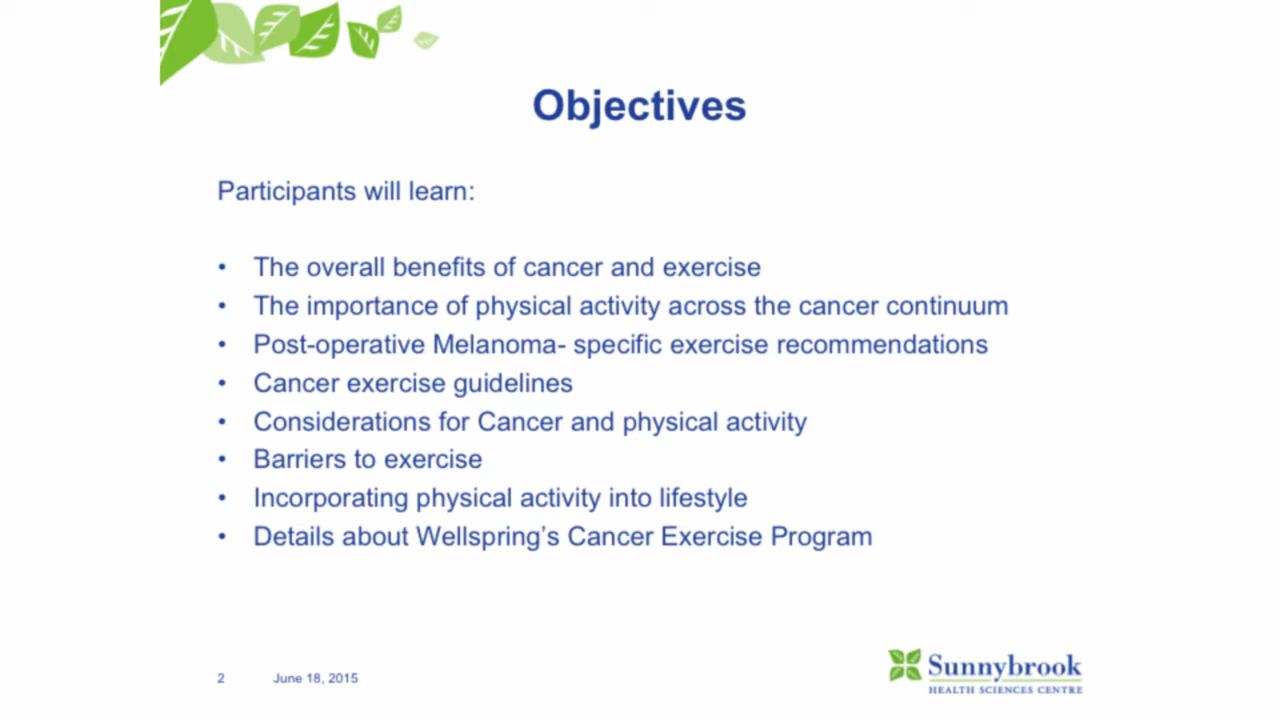 Objectives
Participants will learn:
• The overall benefits of cancer and exercise
• The importance of physical activity across the cancer continuum
• Post-operative Melanoma- specific exercise recommendations
• Cancer exercise guidelines
• Considerations for Cancer and physical activity
• Barriers to exercise
• Incorporating physical activity into lifestyle
• Details about Wellspring’s Cancer Exercise Program
2 June 18, 2015
Sunnybrook
HEALTH SCIENCES CENTRE